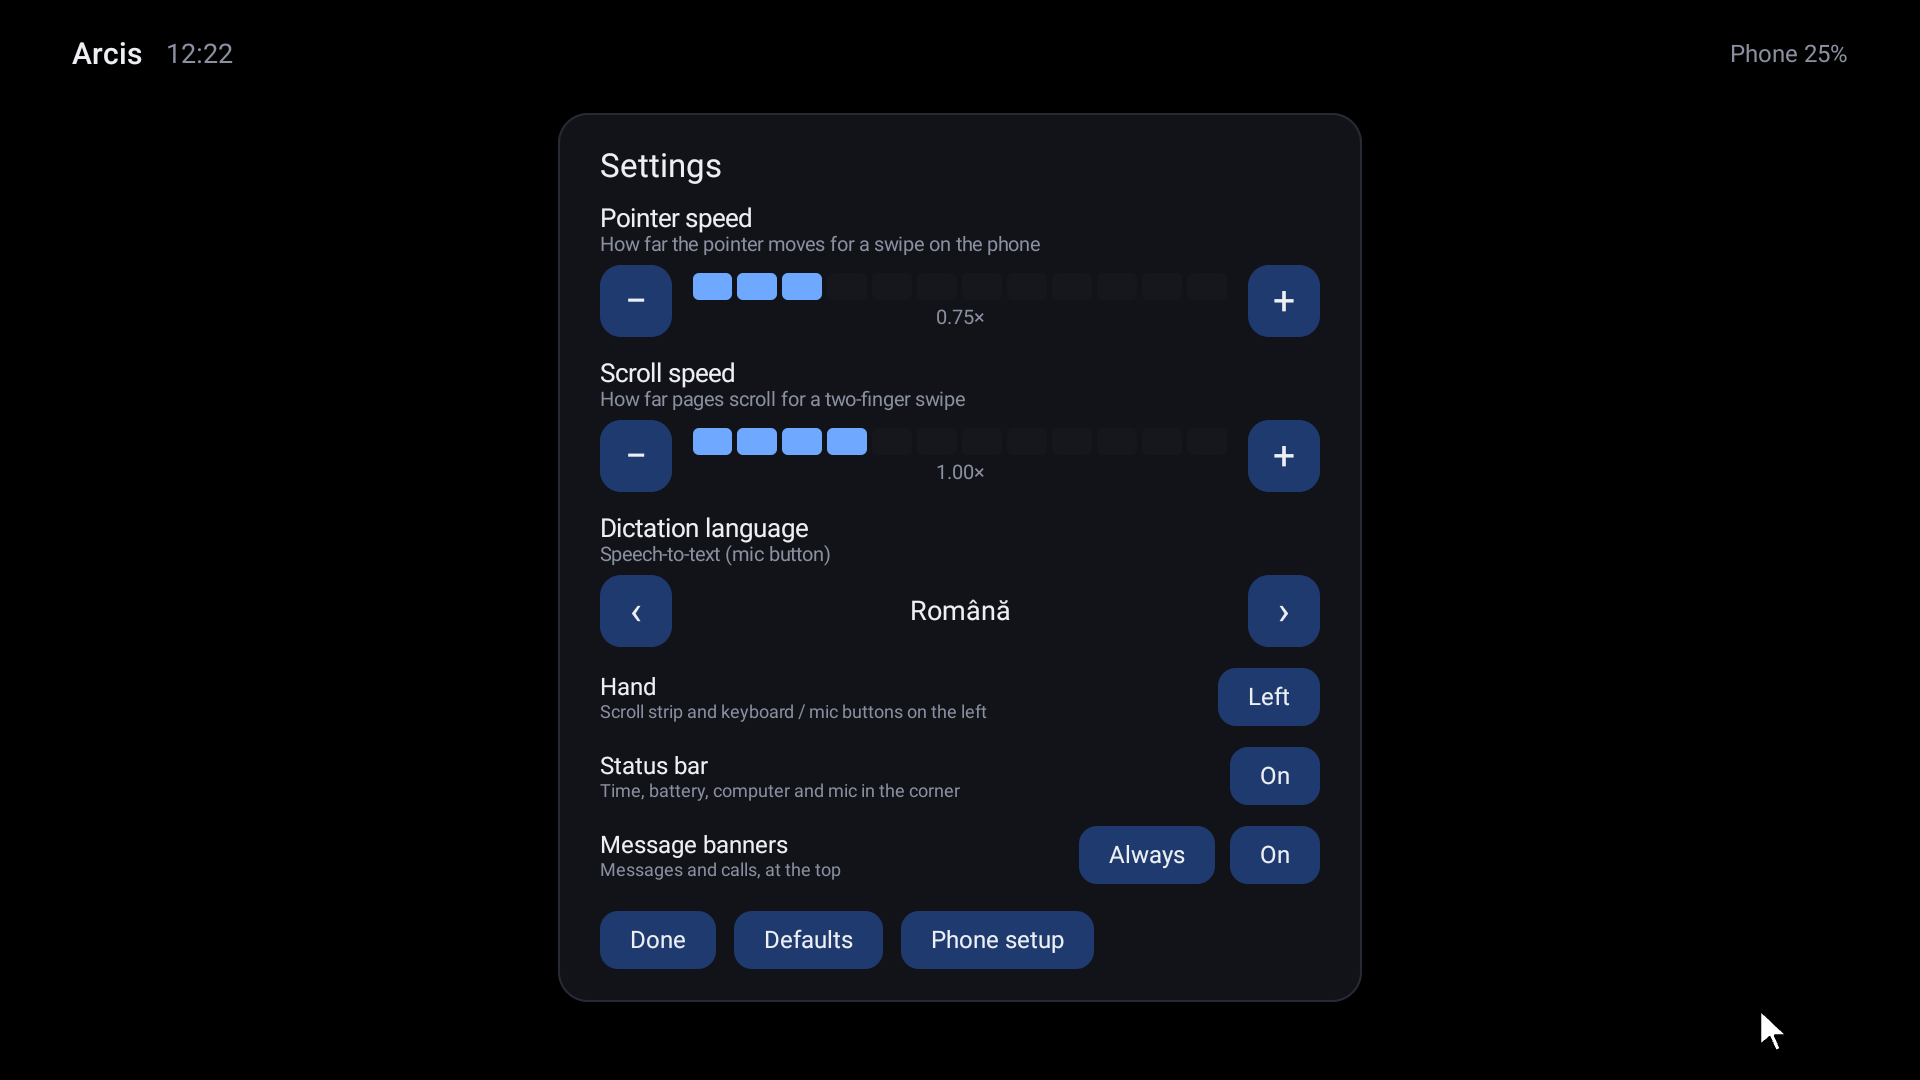 Arcis 12:22
Phone 25%
Settings
Pointer speed
How far the pointer moves for a swipe on the phone
−
+
0.75×
Scroll speed
How far pages scroll for a two-finger swipe
−
+
1.00×
Dictation language
Speech-to-text (mic button)
‹ Română ›
Hand
Scroll strip and keyboard / mic buttons on the left
Left
Status bar
Time, battery, computer and mic in the corner
On
Message banners
Messages and calls, at the top
Always On
Done Defaults Phone setup